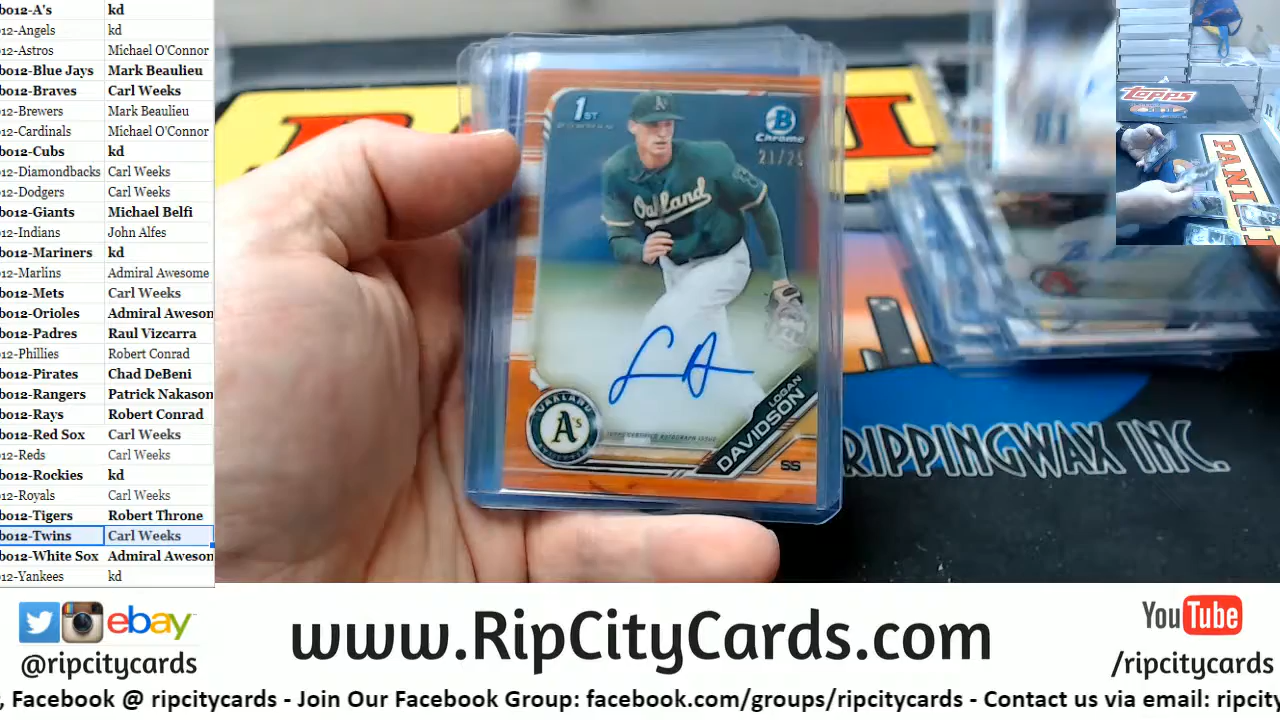 bo12-A's kd
12-Angels kd
12-Astros Michael O'Connor
bo12-Blue Jays Mark Beaulieu
bo12-Braves Carl Weeks
12-Brewers Mark Beaulieu
12-Cardinals Michael O'Connor
bo12-Cubs kd
12-Diamondbacks Carl Weeks
12-Dodgers Carl Weeks
bo12-Giants Michael Belfi
12-Indians John Alfes
bo12-Mariners kd
12-Marlins Admiral Awesome
bo12-Mets Carl Weeks
bo12-Orioles Admiral Awesom
bo12-Padres Raul Vizcarra
12-Phillies Robert Conrad
bo12-Pirates Chad DeBeni
bo12-Rangers Patrick Nakason
bo12-Rays Robert Conrad
bo12-Red Sox Carl Weeks
12-Reds Carl Weeks
bo12-Rockies kd
12-Royals Carl Weeks
bo12-Tigers Robert Throne
bo12-Twins Carl Weeks
bo12-White Sox Admiral Awesom
12-Yankees kd
1ST
B
Chrome
21/25
Oakland
OAKLAND
A's
TOPPS CERTIFIED AUTOGRAPH ISSUE
LOGAN
DAVIDSON
SS
RIPPINGWAX INC.
Topps
PANINI
ebay
@ripcitycards
www.RipCityCards.com
YouTube
/ripcitycards
, Facebook @ ripcitycards - Join Our Facebook Group: facebook.com/groups/ripcitycards - Contact us via email: ripcity